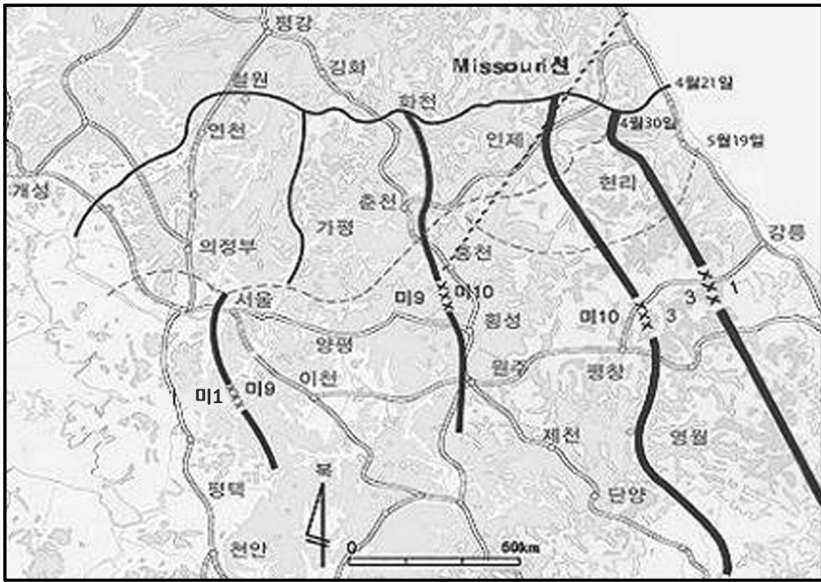 평강
김화
Missouri선
철원
화천
4월21일
4월30일
연천
인제
5월19일
개성
현리
춘천
가평
강릉
의정부
홍천
서울
미9
미10
3
1
횡성
미10
3
양평
원주
평창
이천
미1
미9
제천
영월
북
평택
단양
천안
0
50km